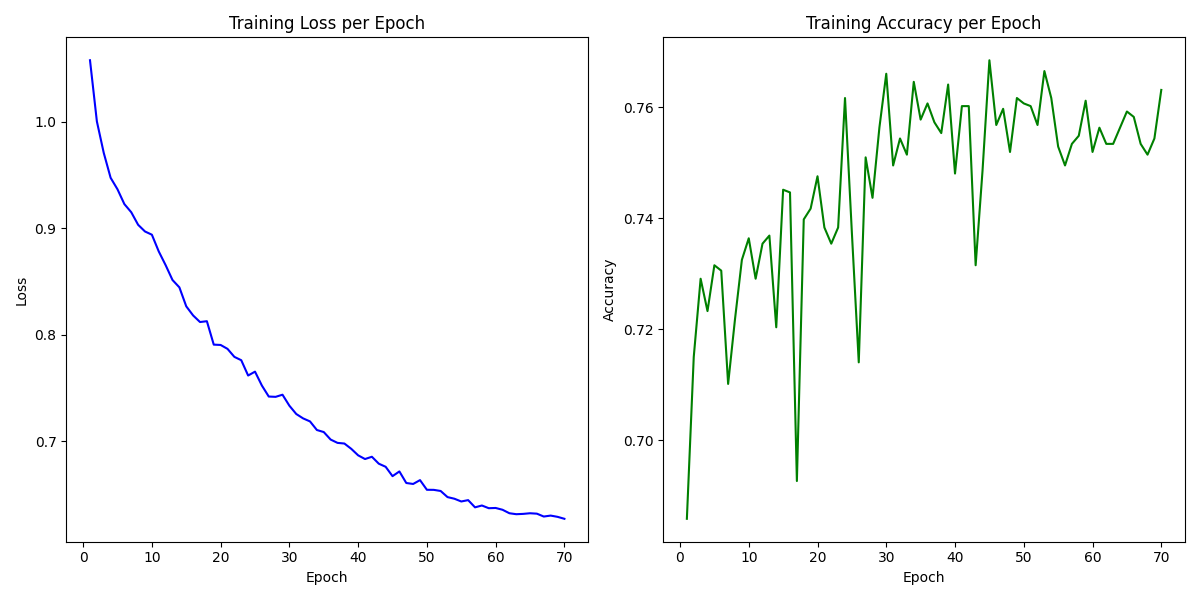 Training Loss per Epoch
Loss
1.0
0.9
0.8
0.7
0 10 20 30 40 50 60 70
Epoch
Training Accuracy per Epoch
Accuracy
0.76
0.74
0.72
0.70
0 10 20 30 40 50 60 70
Epoch